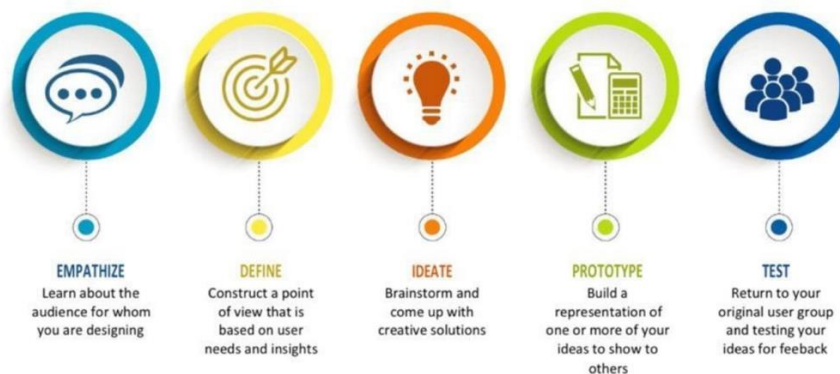 EMPATHIZE
Learn about the
audience for whom
you are designing
DEFINE
Construct a point
of view that is
based on user
needs and insights
IDEATE
Brainstorm and
come up with
creative solutions
PROTOTYPE
Build a
representation of
one or more of your
ideas to show to
others
TEST
Return to your
original user group
and testing your
ideas for feeback